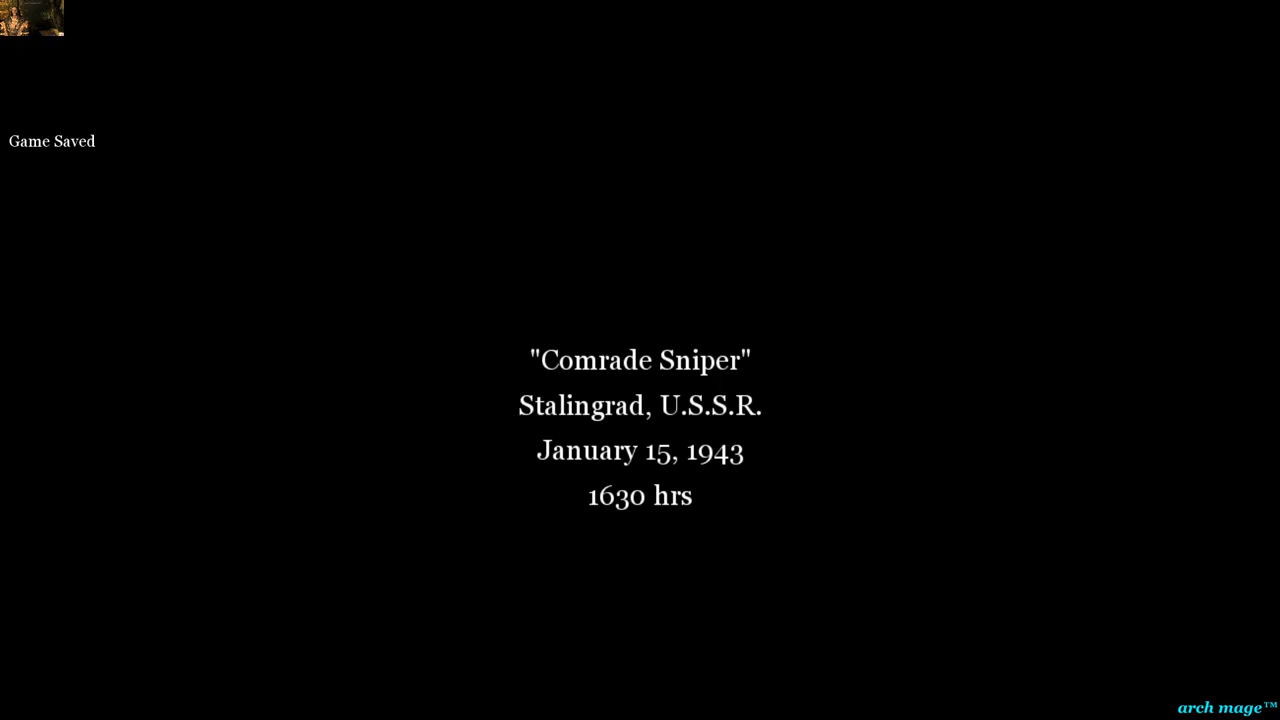 Game Saved
"Comrade Sniper"
Stalingrad, U.S.S.R.
January 15, 1943
1630 hrs
arch mage™